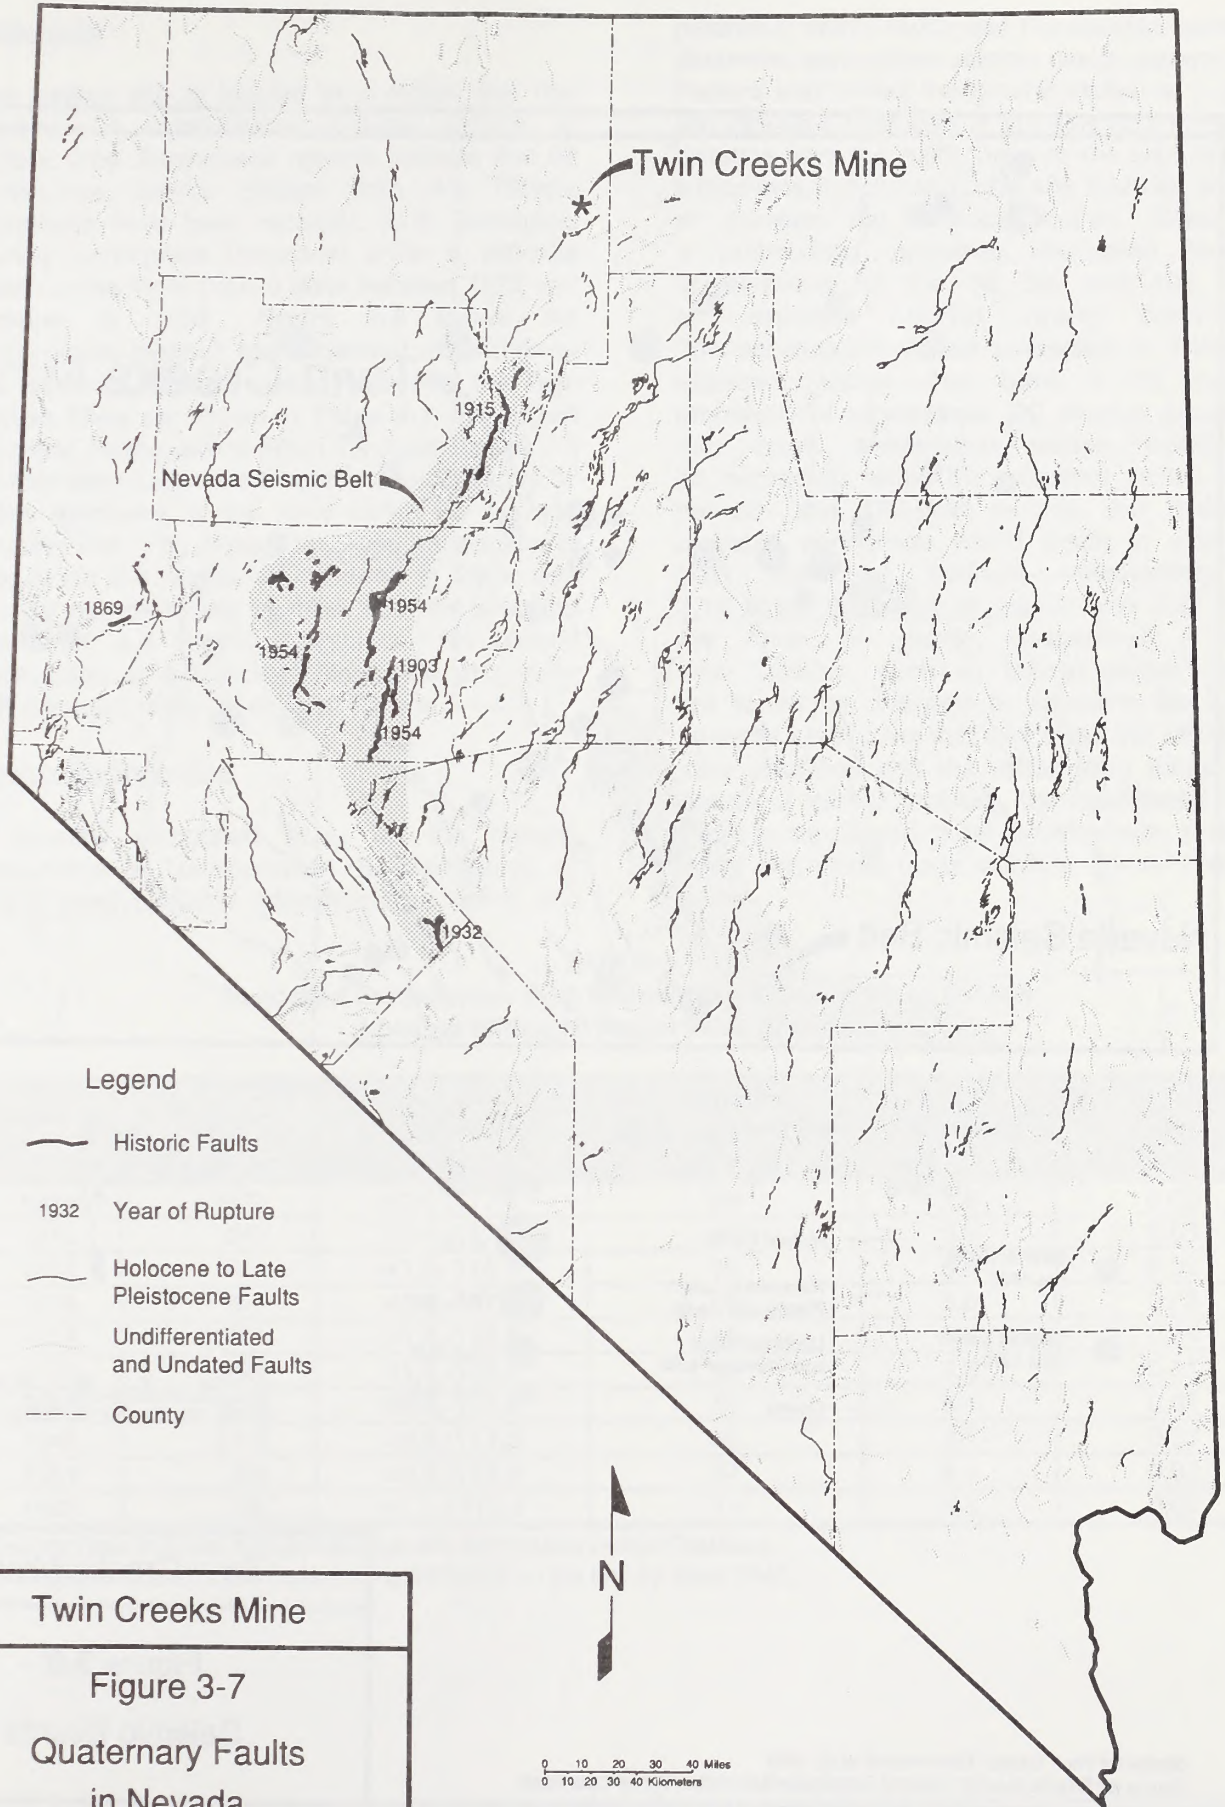 Twin Creeks Mine
1915
Nevada Seismic Belt
1869
1954
1954
1903
1954
1932
Legend
Historic Faults
1932 Year of Rupture
Holocene to Late
Pleistocene Faults
Undifferentiated
and Undated Faults
County
N
Twin Creeks Mine
Figure 3-7
Quaternary Faults
in Nevada
0 10 20 30 40 Miles
0 10 20 30 40 Kilometers